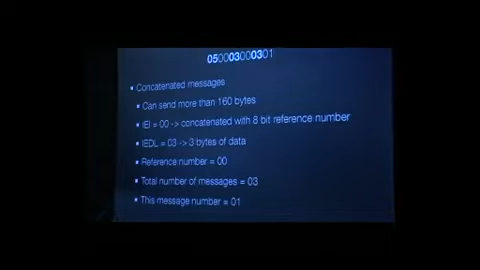 050003000301
Concatenated messages
Can send more than 160 bytes
IEI = 00 -> concatenated with 8 bit reference number
IEDL = 03 -> 3 bytes of data
Reference number = 00
Total number of messages = 03
This message number = 01